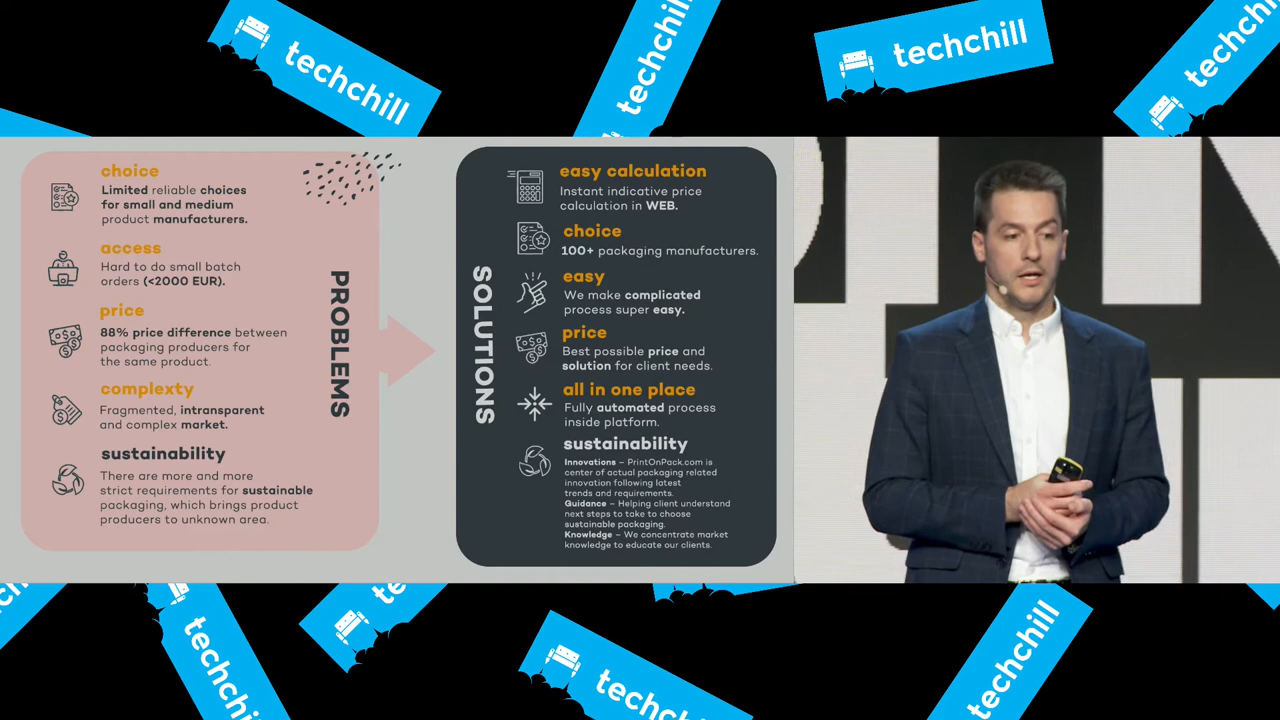 techchill
techchill
techchill
techchill
choice
Limited reliable choices
for small and medium
product manufacturers.
access
Hard to do small batch
orders (<2000 EUR).
price
88% price difference between
packaging producers for
the same product.
complexty
Fragmented, intransparent
and complex market.
sustainability
There are more and more
strict requirements for sustainable
packaging, which brings product
producers to unknown area.
PROBLEMS
SOLUTIONS
easy calculation
Instant indicative price
calculation in WEB.
choice
100+ packaging manufacturers.
easy
We make complicated
process super easy.
price
Best possible price and
solution for client needs.
all in one place
Fully automated process
inside platform.
sustainability
Innovations – PrintOnPack.com is
center of actual packaging related
innovation following latest
trends and requirements.
Guidance – Helping client understand
next steps to take to choose
sustainable packaging.
Knowledge – We concentrate market
knowledge to educate our clients.
techchill
techchill
techchill